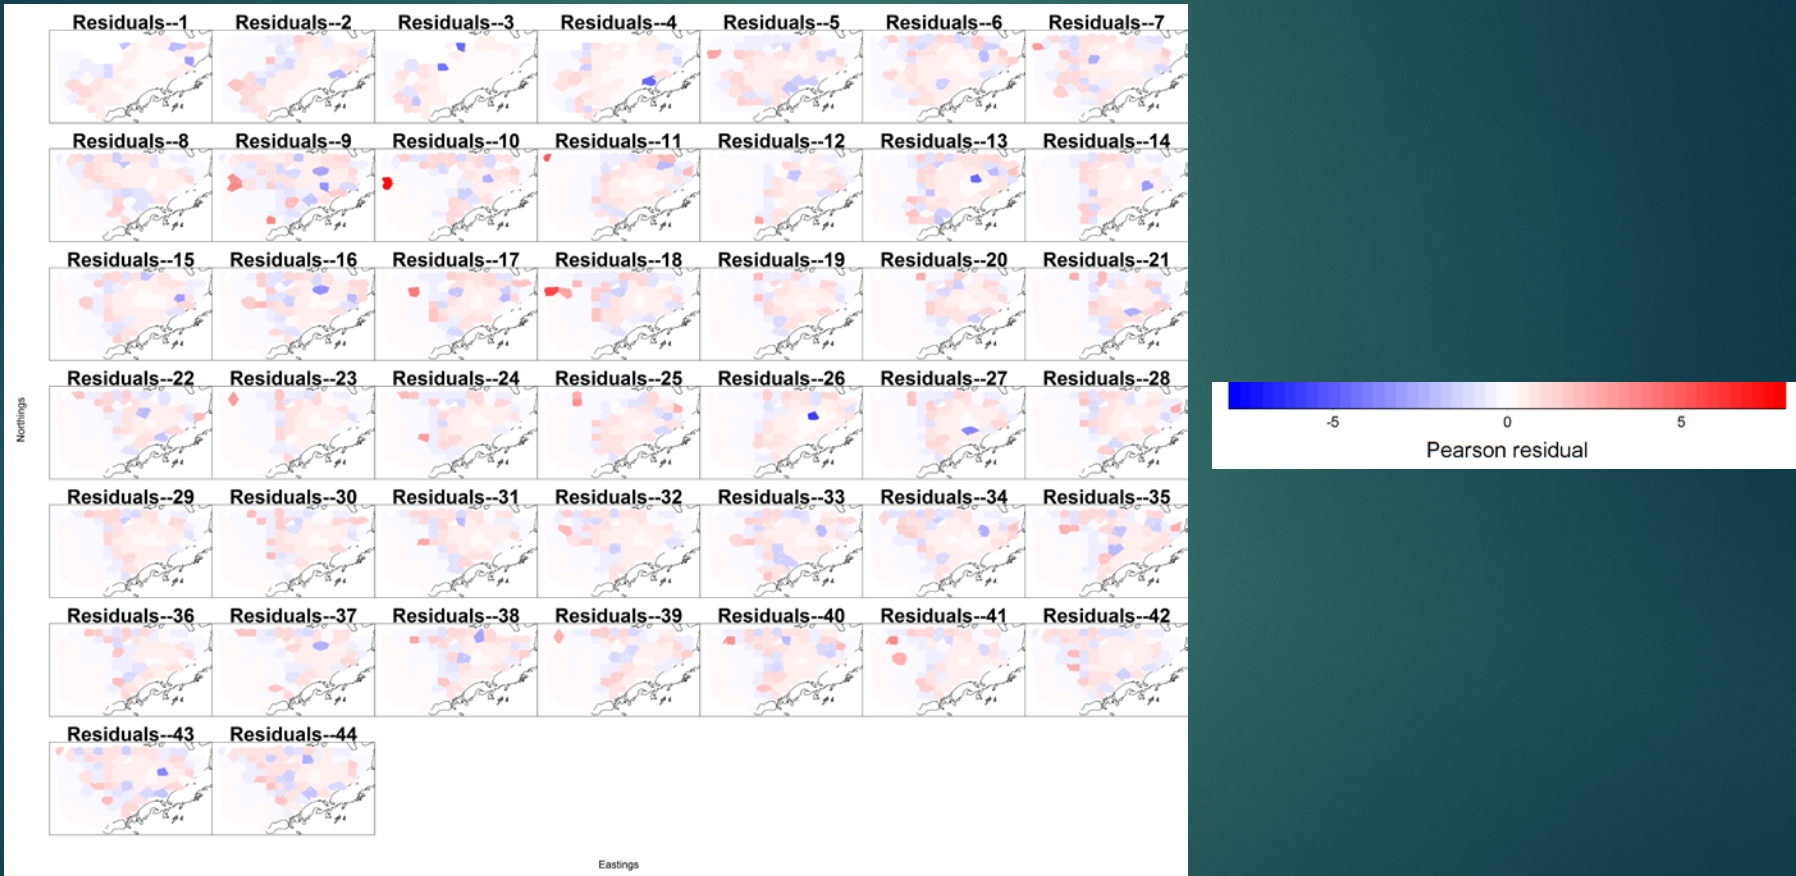 Residuals--1 Residuals--2 Residuals--3 Residuals--4 Residuals--5 Residuals--6 Residuals--7
Residuals--8 Residuals--9 Residuals--10 Residuals--11 Residuals--12 Residuals--13 Residuals--14
Residuals--15 Residuals--16 Residuals--17 Residuals--18 Residuals--19 Residuals--20 Residuals--21
Residuals--22 Residuals--23 Residuals--24 Residuals--25 Residuals--26 Residuals--27 Residuals--28
Residuals--29 Residuals--30 Residuals--31 Residuals--32 Residuals--33 Residuals--34 Residuals--35
Residuals--36 Residuals--37 Residuals--38 Residuals--39 Residuals--40 Residuals--41 Residuals--42
Residuals--43 Residuals--44
Northings
Eastings
-5 0 5
Pearson residual